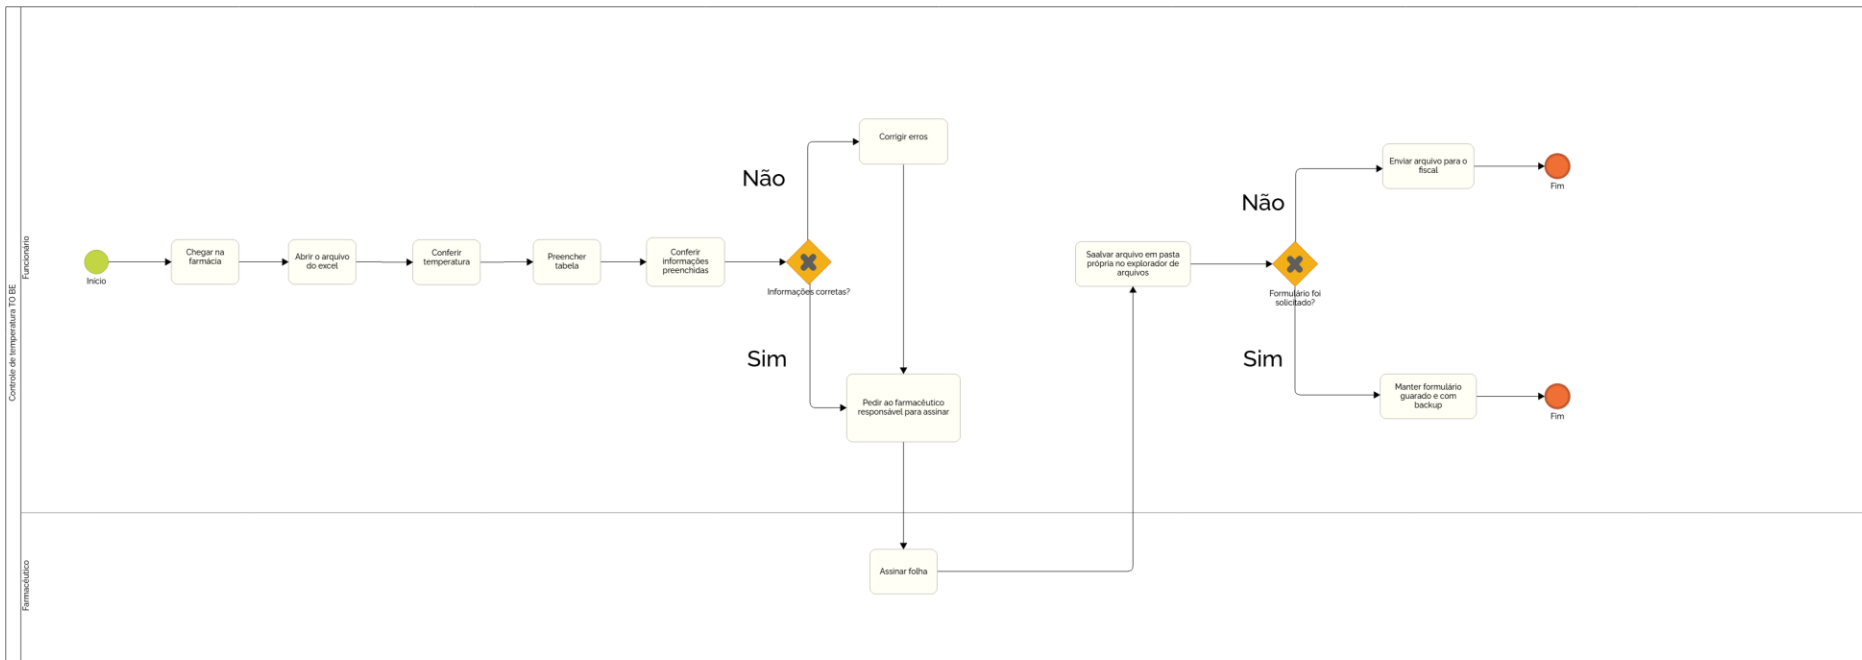 Controle de temperatura TO BE
Funcionário
Início
Chegar na
farmácia
Abrir o arquivo
do excel
Conferir
temperatura
Preencher
tabela
Conferir
informações
preenchidas
Informações corretas?
Não
Corrigir erros
Sim
Pedir ao farmacêutico
responsável para assinar
Saalvar arquivo em pasta
própria no explorador de
arquivos
Formulário foi
solicitado?
Não
Enviar arquivo para o
fiscal
Fim
Sim
Manter formulário
guarado e com
backup
Fim
Farmacêutico
Assinar folha